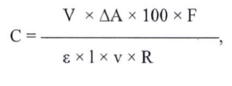 V × ΔA × 100 × F
C = ,
ε × l × v × R